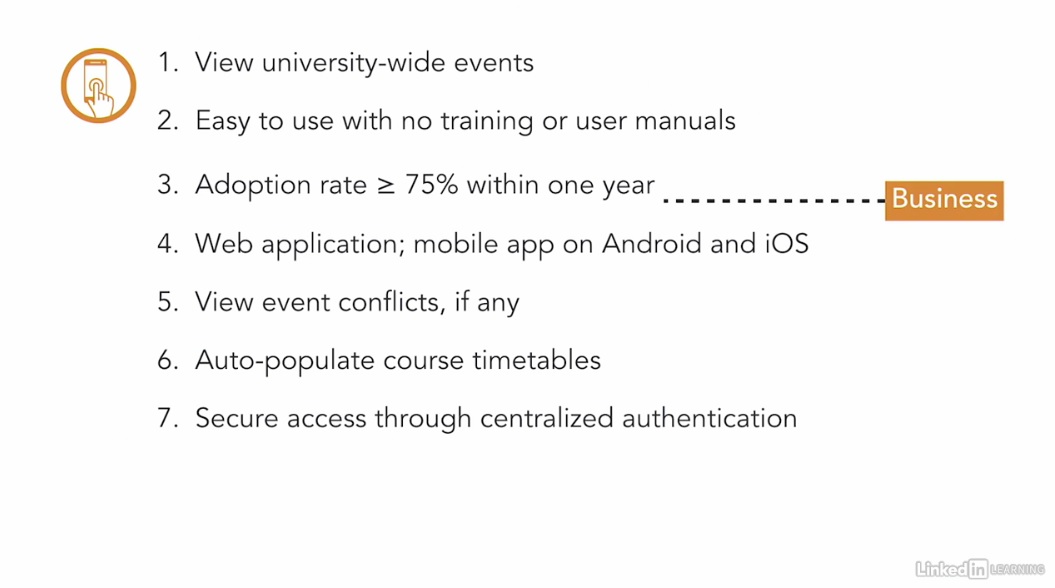 1. View university-wide events
2. Easy to use with no training or user manuals
3. Adoption rate ≥ 75% within one year
Business
4. Web application; mobile app on Android and iOS
5. View event conflicts, if any
6. Auto-populate course timetables
7. Secure access through centralized authentication
Linked in LEARNING